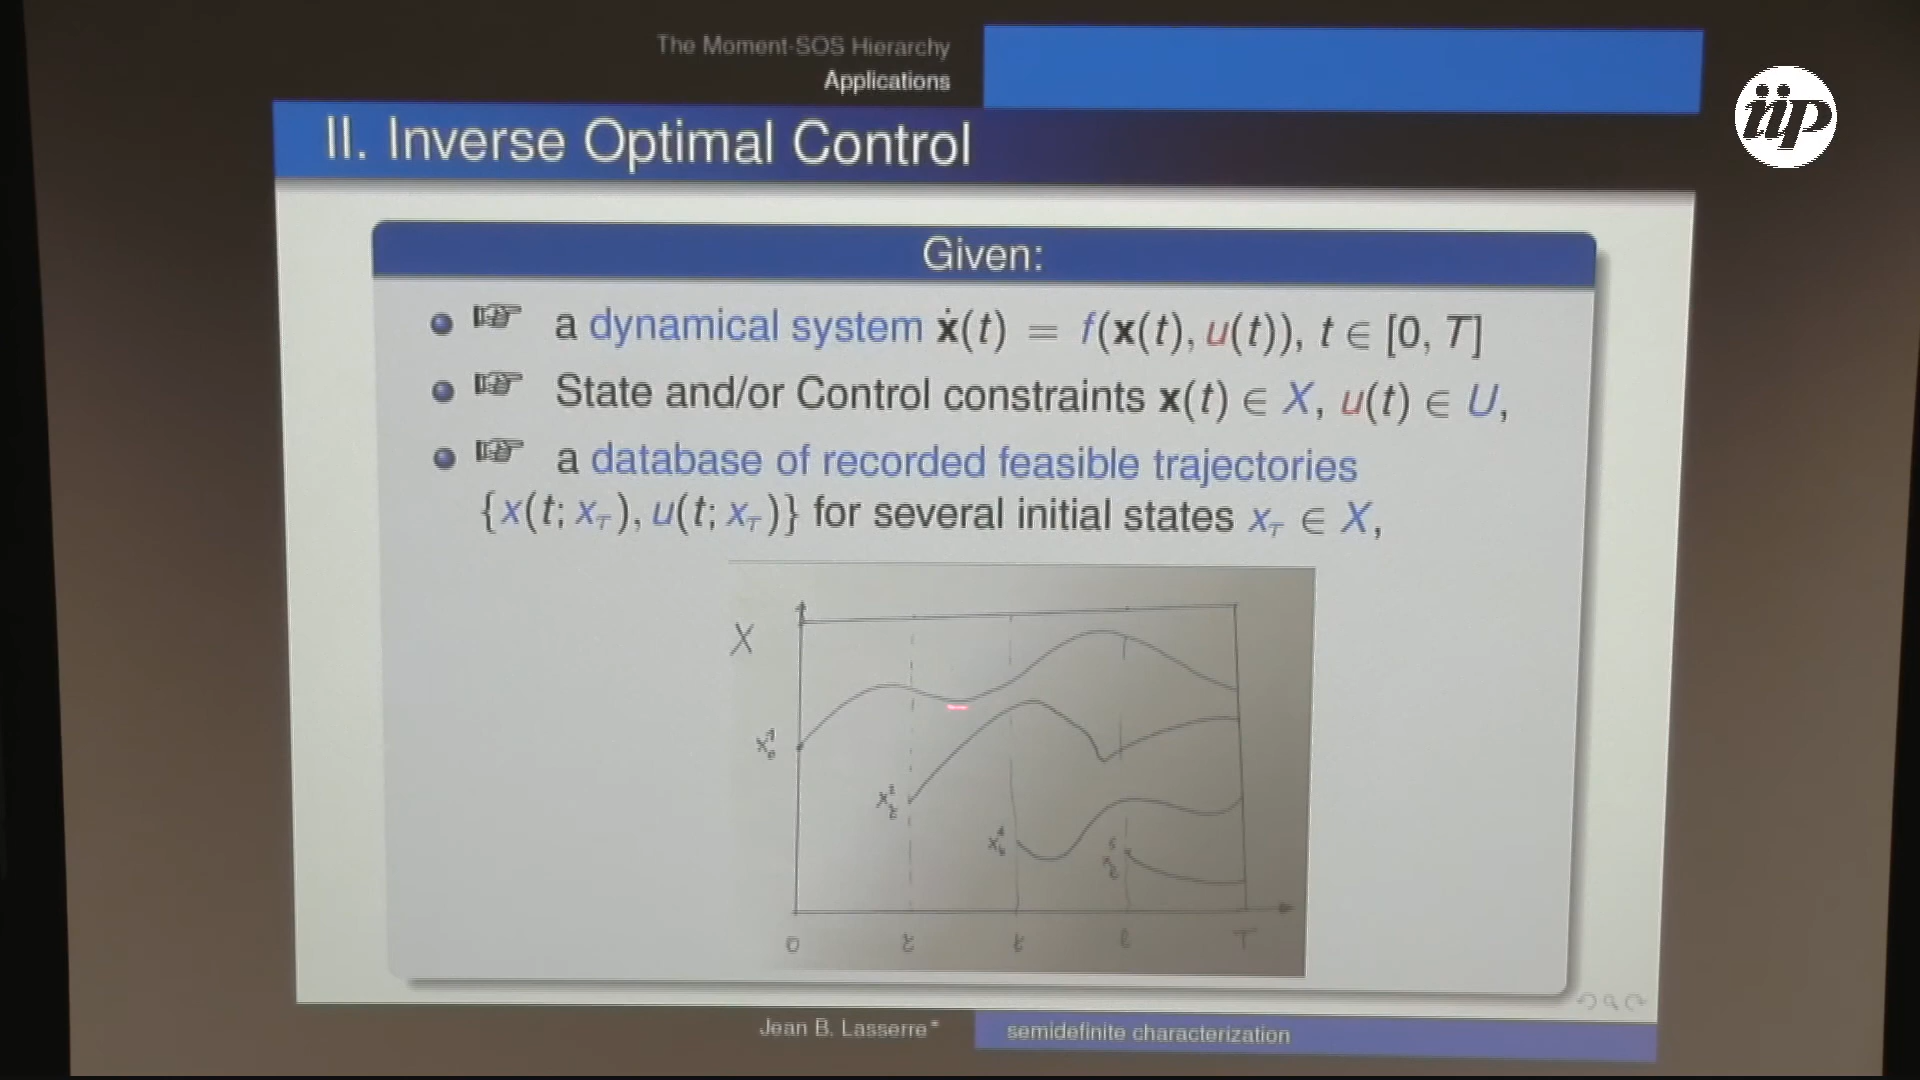 The Moment-SOS Hierarchy
Applications
iip
II. Inverse Optimal Control
Given:
a dynamical system ẋ(t) = f(x(t), u(t)), t ∈ [0, T]
State and/or Control constraints x(t) ∈ X, u(t) ∈ U,
a database of recorded feasible trajectories
{x(t; x_τ), u(t; x_τ)} for several initial states x_τ ∈ X,
X
0 T
Jean B. Lasserre*
semidefinite characterization